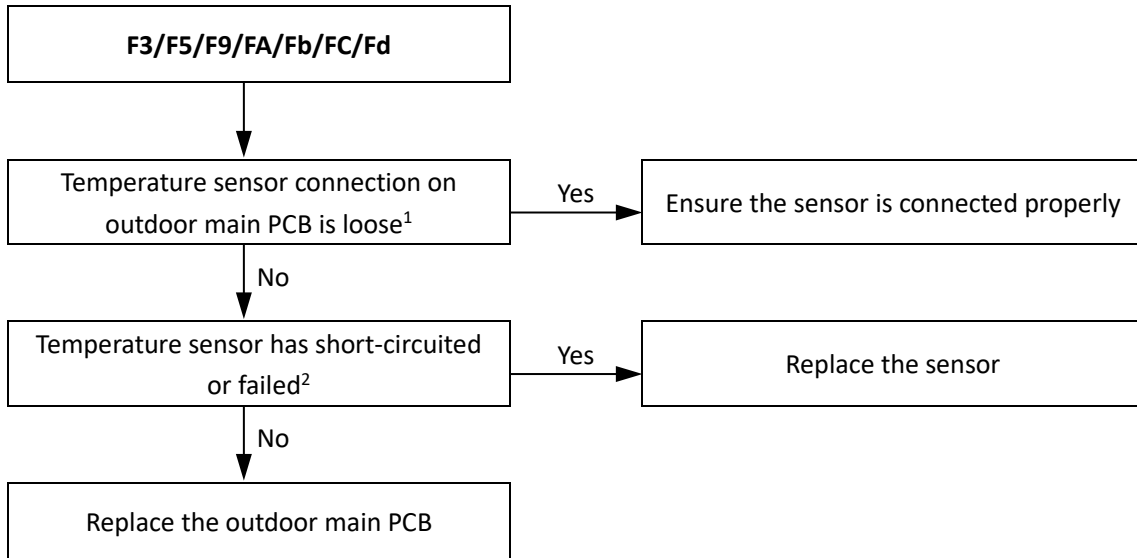 F3/F5/F9/FA/Fb/FC/Fd
Temperature sensor connection on
outdoor main PCB is loose¹
Yes
Ensure the sensor is connected properly
No
Temperature sensor has short-circuited
or failed²
Yes
Replace the sensor
No
Replace the outdoor main PCB